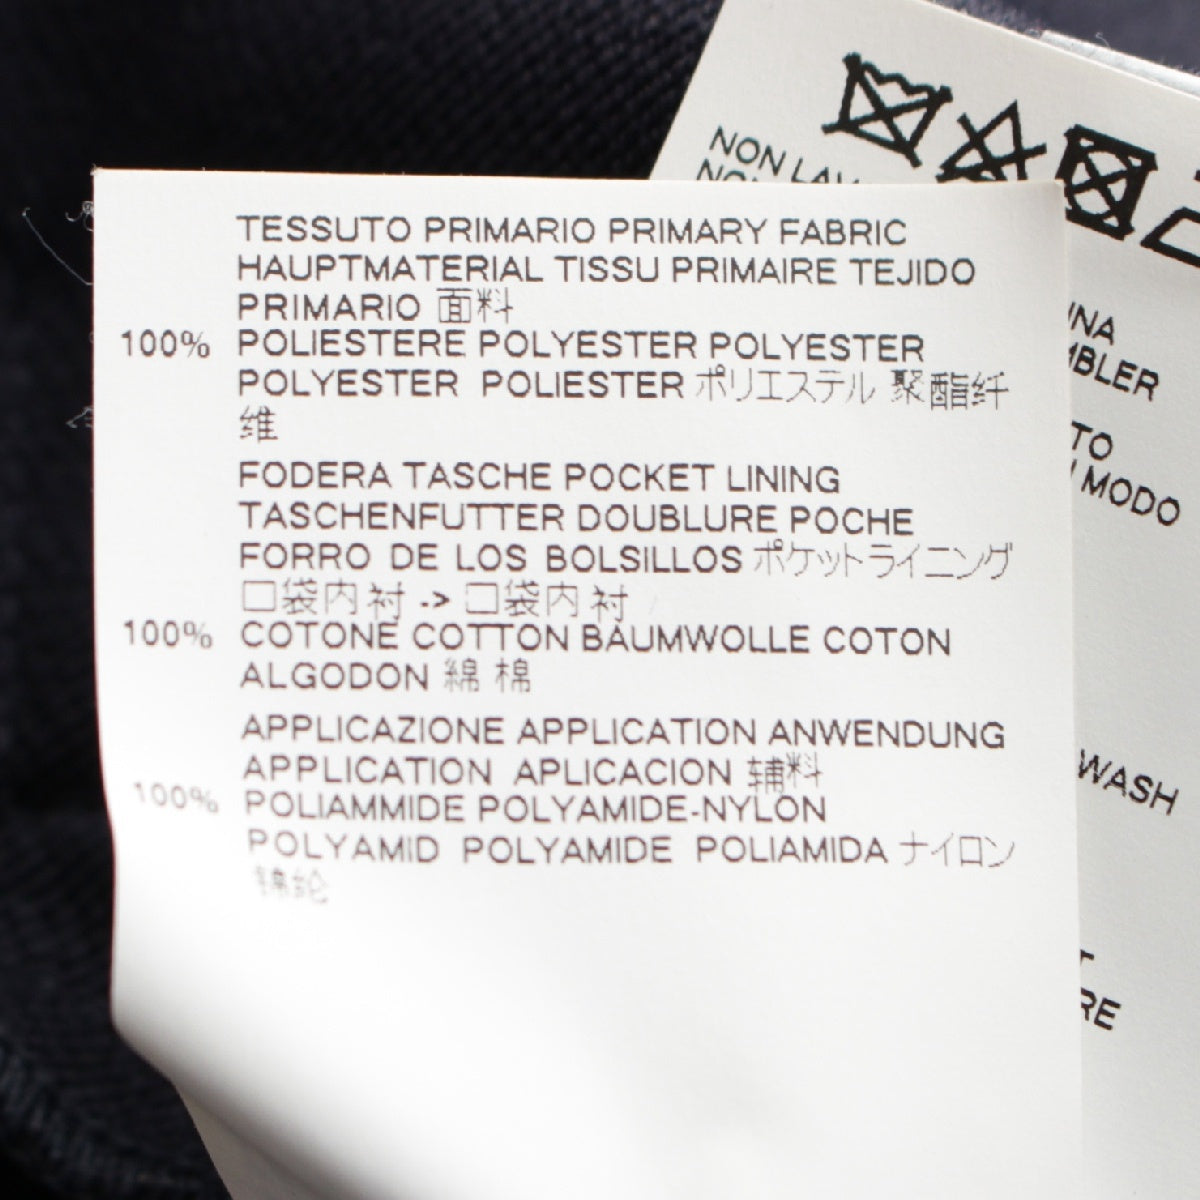 NON
TESSUTO PRIMARIO PRIMARY FABRIC
HAUPTMATERIAL TISSU PRIMAIRE TEJIDO
PRIMARIO 面料
100% POLIESTERE POLYESTER POLYESTER
POLYESTER POLIESTER ポリエステル 聚酯纤
维
FODERA TASCHE POCKET LINING
TASCHENFUTTER DOUBLURE POCHE
FORRO DE LOS BOLSILLOS ポケットライニング
口袋内衬 -> 口袋内衬
100% COTONE COTTON BAUMWOLLE COTON
ALGODON 綿 棉
APPLICAZIONE APPLICATION ANWENDUNG
APPLICATION APLICACION 辅料
100% POLIAMMIDE POLYAMIDE-NYLON
POLYAMID POLYAMIDE POLIAMIDA ナイロン
锦纶
MODO
WASH